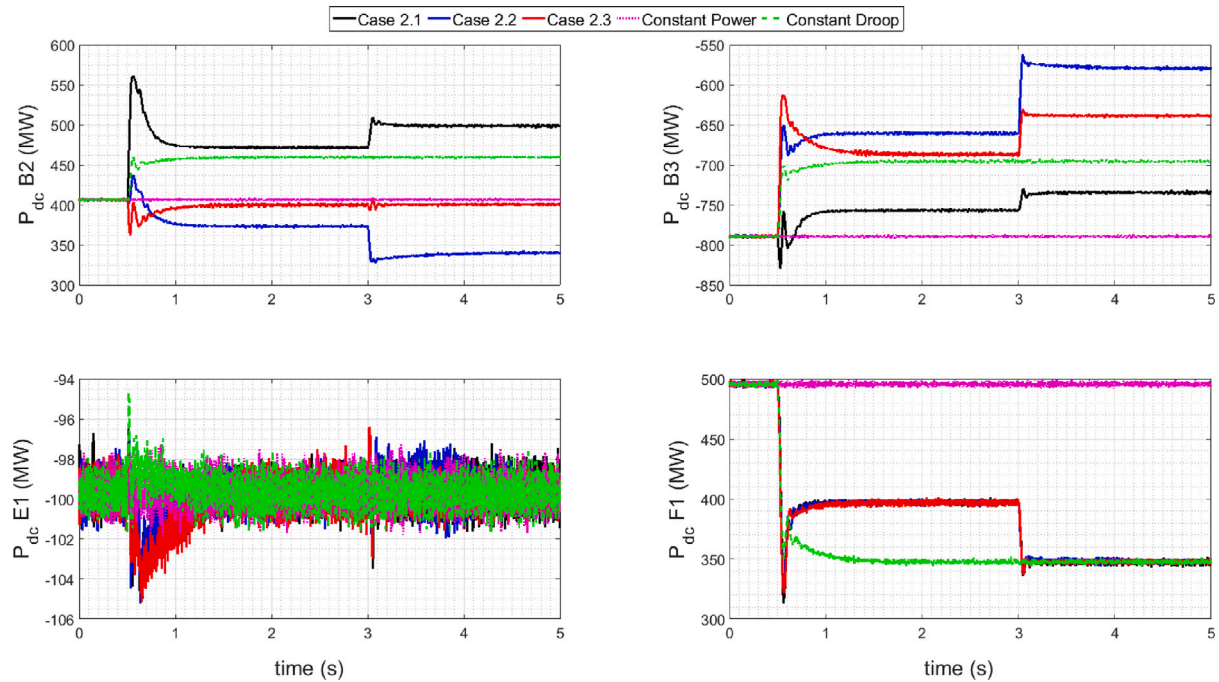 Case 2.1 Case 2.2 Case 2.3 Constant Power Constant Droop
600
550
500
450
400
350
300
P_dc B2 (MW)
0 1 2 3 4 5
-550
-600
-650
-700
-750
-800
-850
P_dc B3 (MW)
0 1 2 3 4 5
-94
-96
-98
-100
-102
-104
-106
P_dc E1 (MW)
0 1 2 3 4 5
time (s)
500
450
400
350
300
P_dc F1 (MW)
0 1 2 3 4 5
time (s)